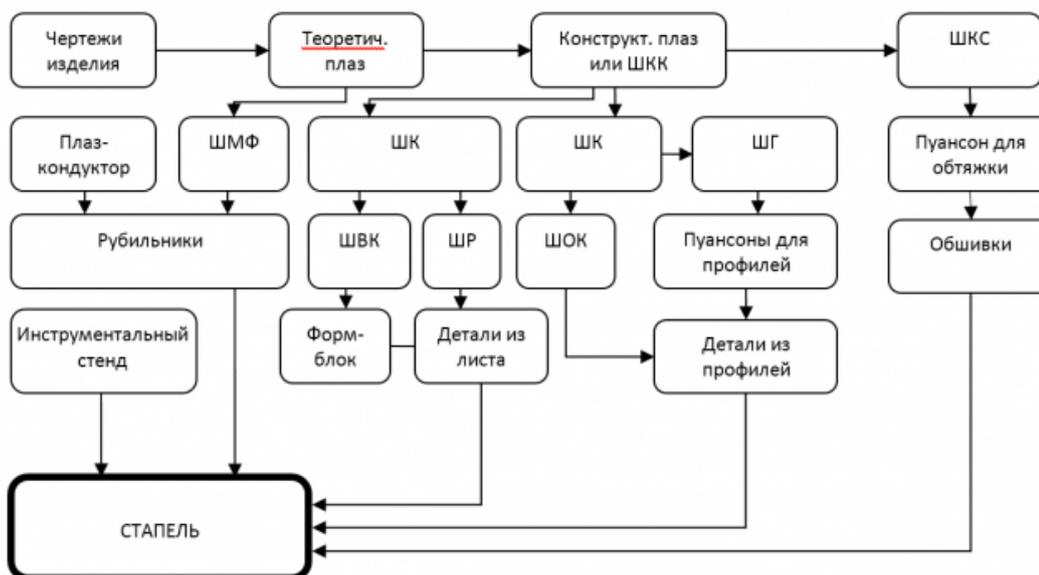 Чертежи
изделия
Теоретич.
плаз
Конструкт. плаз
или ШКК
ШКС
Плаз-
кондуктор
ШМФ
ШК
ШК
ШГ
Пуансон для
обтяжки
Рубильники
ШВК
ШР
ШОК
Пуансоны для
профилей
Обшивки
Инструментальный
стенд
Форм-
блок
Детали из
листа
Детали из
профилей
СТАПЕЛЬ